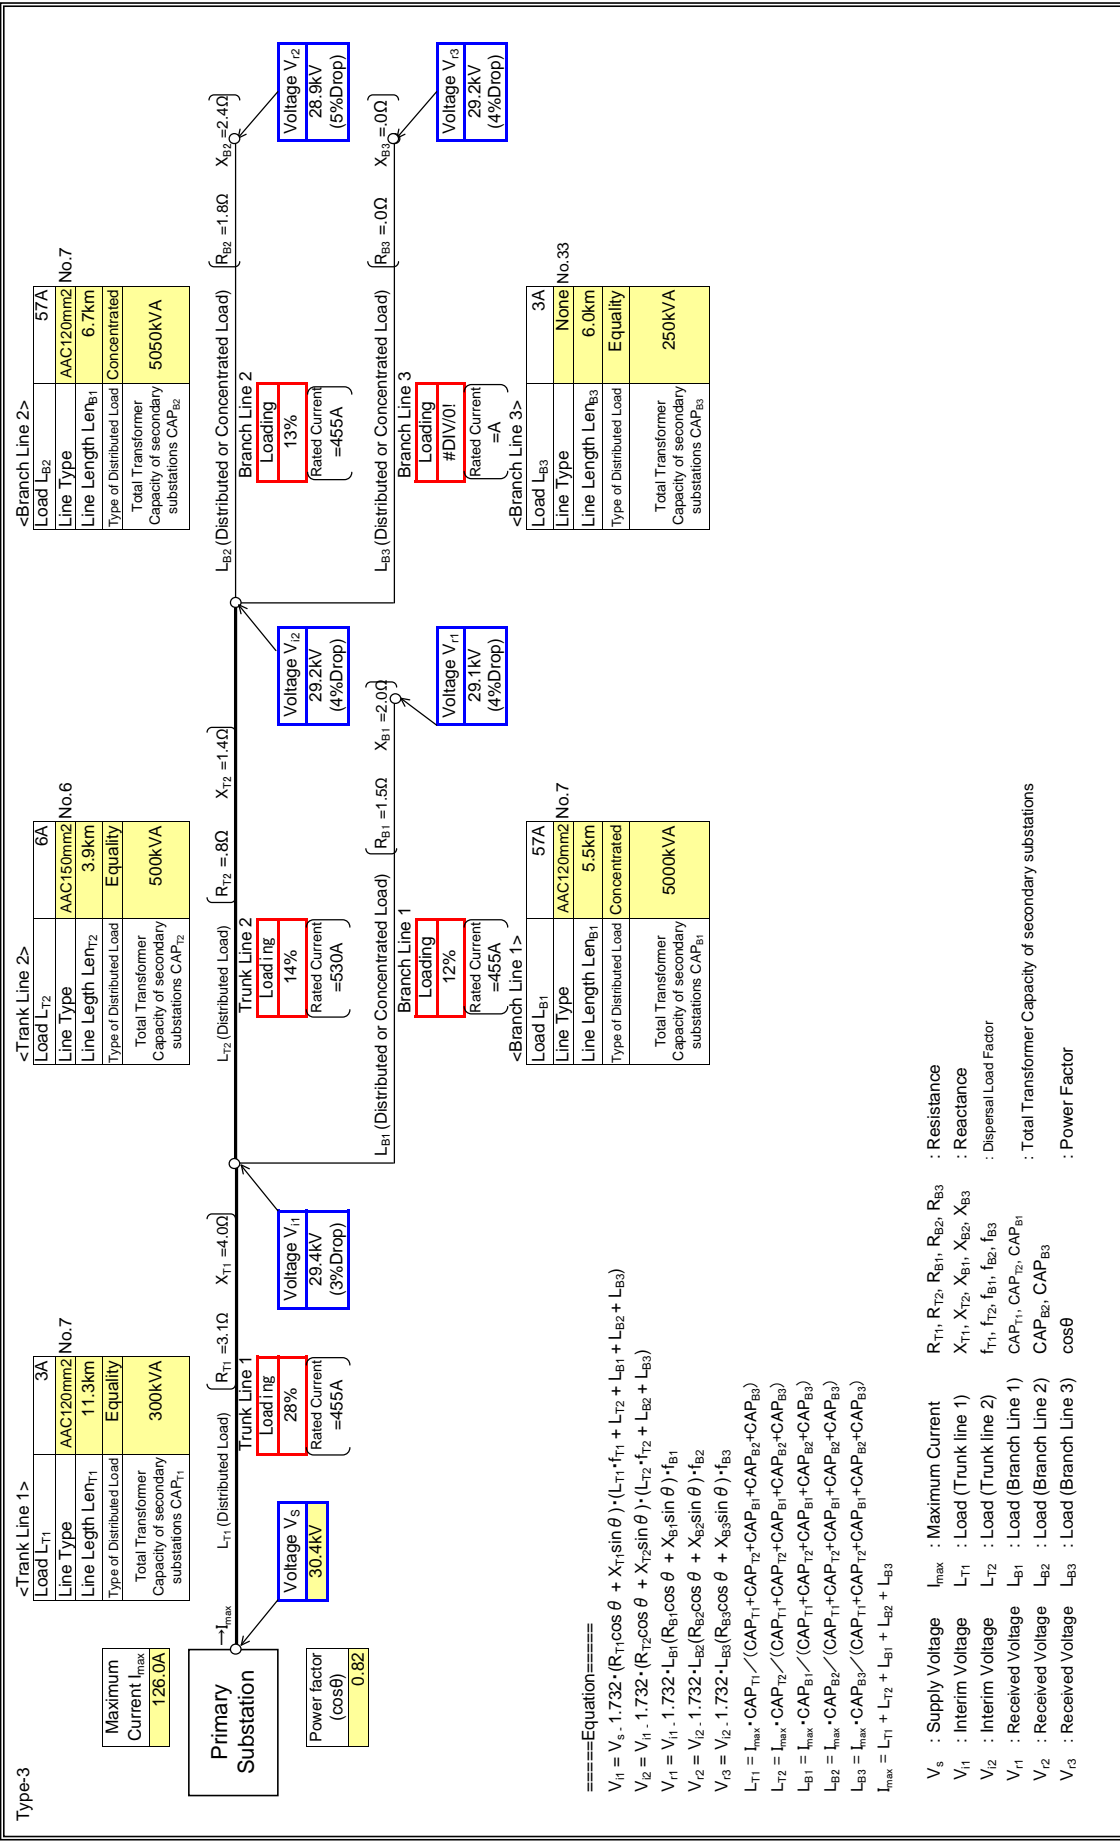 Type-3
<Trank Line 1>
Load LT1 3A
Line Type AAC120mm2 No.7
Line Legth LenT1 11.3km
Type of Distributed Load Equality
Total Transformer
Capacity of secondary
substations CAPT1
300kVA
<Trank Line 2>
Load LT2 6A
Line Type AAC150mm2 No.6
Line Legth LenT2 3.9km
Type of Distributed Load Equality
Total Transformer
Capacity of secondary
substations CAPT2
500kVA
<Branch Line 2>
Load LB2 57A
Line Type AAC120mm2 No.7
Line Length LenB1 6.7km
Type of Distributed Load Concentrated
Total Transformer
Capacity of secondary
substations CAPB2
5050kVA
Maximum
Current Imax
126.0A
Primary
Substation
Power factor
(cosθ)
0.82
→Imax
Voltage Vs
30.4kV
LT1 (Distributed Load)
RT1 =3.1Ω XT1 =4.0Ω
Trunk Line 1
Loading
28%
Rated Current
=455A
Voltage Vi1
29.4kV
(3%Drop)
LT2 (Distributed Load)
RT2 =.8Ω XT2 =1.4Ω
Trunk Line 2
Loading
14%
Rated Current
=530A
Voltage Vi2
29.2kV
(4%Drop)
LB2 (Distributed or Concentrated Load)
RB2 =1.8Ω XB2 =2.4Ω
Branch Line 2
Loading
13%
Rated Current
=455A
Voltage Vr2
28.9kV
(5%Drop)
LB1 (Distributed or Concentrated Load)
RB1 =1.5Ω XB1 =2.0Ω
Branch Line 1
Loading
12%
Rated Current
=455A
Voltage Vr1
29.1kV
(4%Drop)
LB3 (Distributed or Concentrated Load)
RB3 =.0Ω XB3 =.0Ω
Branch Line 3
Loading
#DIV/0!
Rated Current
=A
Voltage Vr3
29.2kV
(4%Drop)
<Branch Line 1>
Load LB1 57A
Line Type AAC120mm2 No.7
Line Length LenB1 5.5km
Type of Distributed Load Concentrated
Total Transformer
Capacity of secondary
substations CAPB1
5000kVA
<Branch Line 3>
Load LB3 3A
Line Type None No.33
Line Length LenB3 6.0km
Type of Distributed Load Equality
Total Transformer
Capacity of secondary
substations CAPB3
250kVA
=====Equation=====
Vi1 = Vs - 1.732・(RT1cos θ + XT1sin θ)・(LT1・fT1 + LT2 + LB1 + LB2 + LB3)
Vi2 = Vi1 - 1.732・(RT2cos θ + XT2sin θ)・(LT2・fT2 + LB2 + LB3)
Vr1 = Vi1 - 1.732・LB1(RB1cos θ + XB1sin θ)・fB1
Vr2 = Vi2 - 1.732・LB2(RB2cos θ + XB2sin θ)・fB2
Vr3 = Vi2 - 1.732・LB3(RB3cos θ + XB3sin θ)・fB3
LT1 = Imax・CAPT1／(CAPT1+CAPT2+CAPB1+CAPB2+CAPB3)
LT2 = Imax・CAPT2／(CAPT1+CAPT2+CAPB1+CAPB2+CAPB3)
LB1 = Imax・CAPB1／(CAPT1+CAPT2+CAPB1+CAPB2+CAPB3)
LB2 = Imax・CAPB2／(CAPT1+CAPT2+CAPB1+CAPB2+CAPB3)
LB3 = Imax・CAPB3／(CAPT1+CAPT2+CAPB1+CAPB2+CAPB3)
Imax = LT1 + LT2 + LB1 + LB2 + LB3
Vs : Supply Voltage Imax : Maximum Current RT1, RT2, RB1, RB2, RB3 : Resistance
Vi1 : Interim Voltage LT1 : Load (Trunk line 1) XT1, XT2, XB1, XB2, XB3 : Reactance
Vi2 : Interim Voltage LT2 : Load (Trunk line 2) fT1, fT2, fB1, fB2, fB3 : Dispersal Load Factor
Vr1 : Received Voltage LB1 : Load (Branch Line 1) CAPT1, CAPT2, CAPB1 : Total Transformer Capacity of secondary substations
Vr2 : Received Voltage LB2 : Load (Branch Line 2) CAPB2, CAPB3
Vr3 : Received Voltage LB3 : Load (Branch Line 3) cosθ : Power Factor